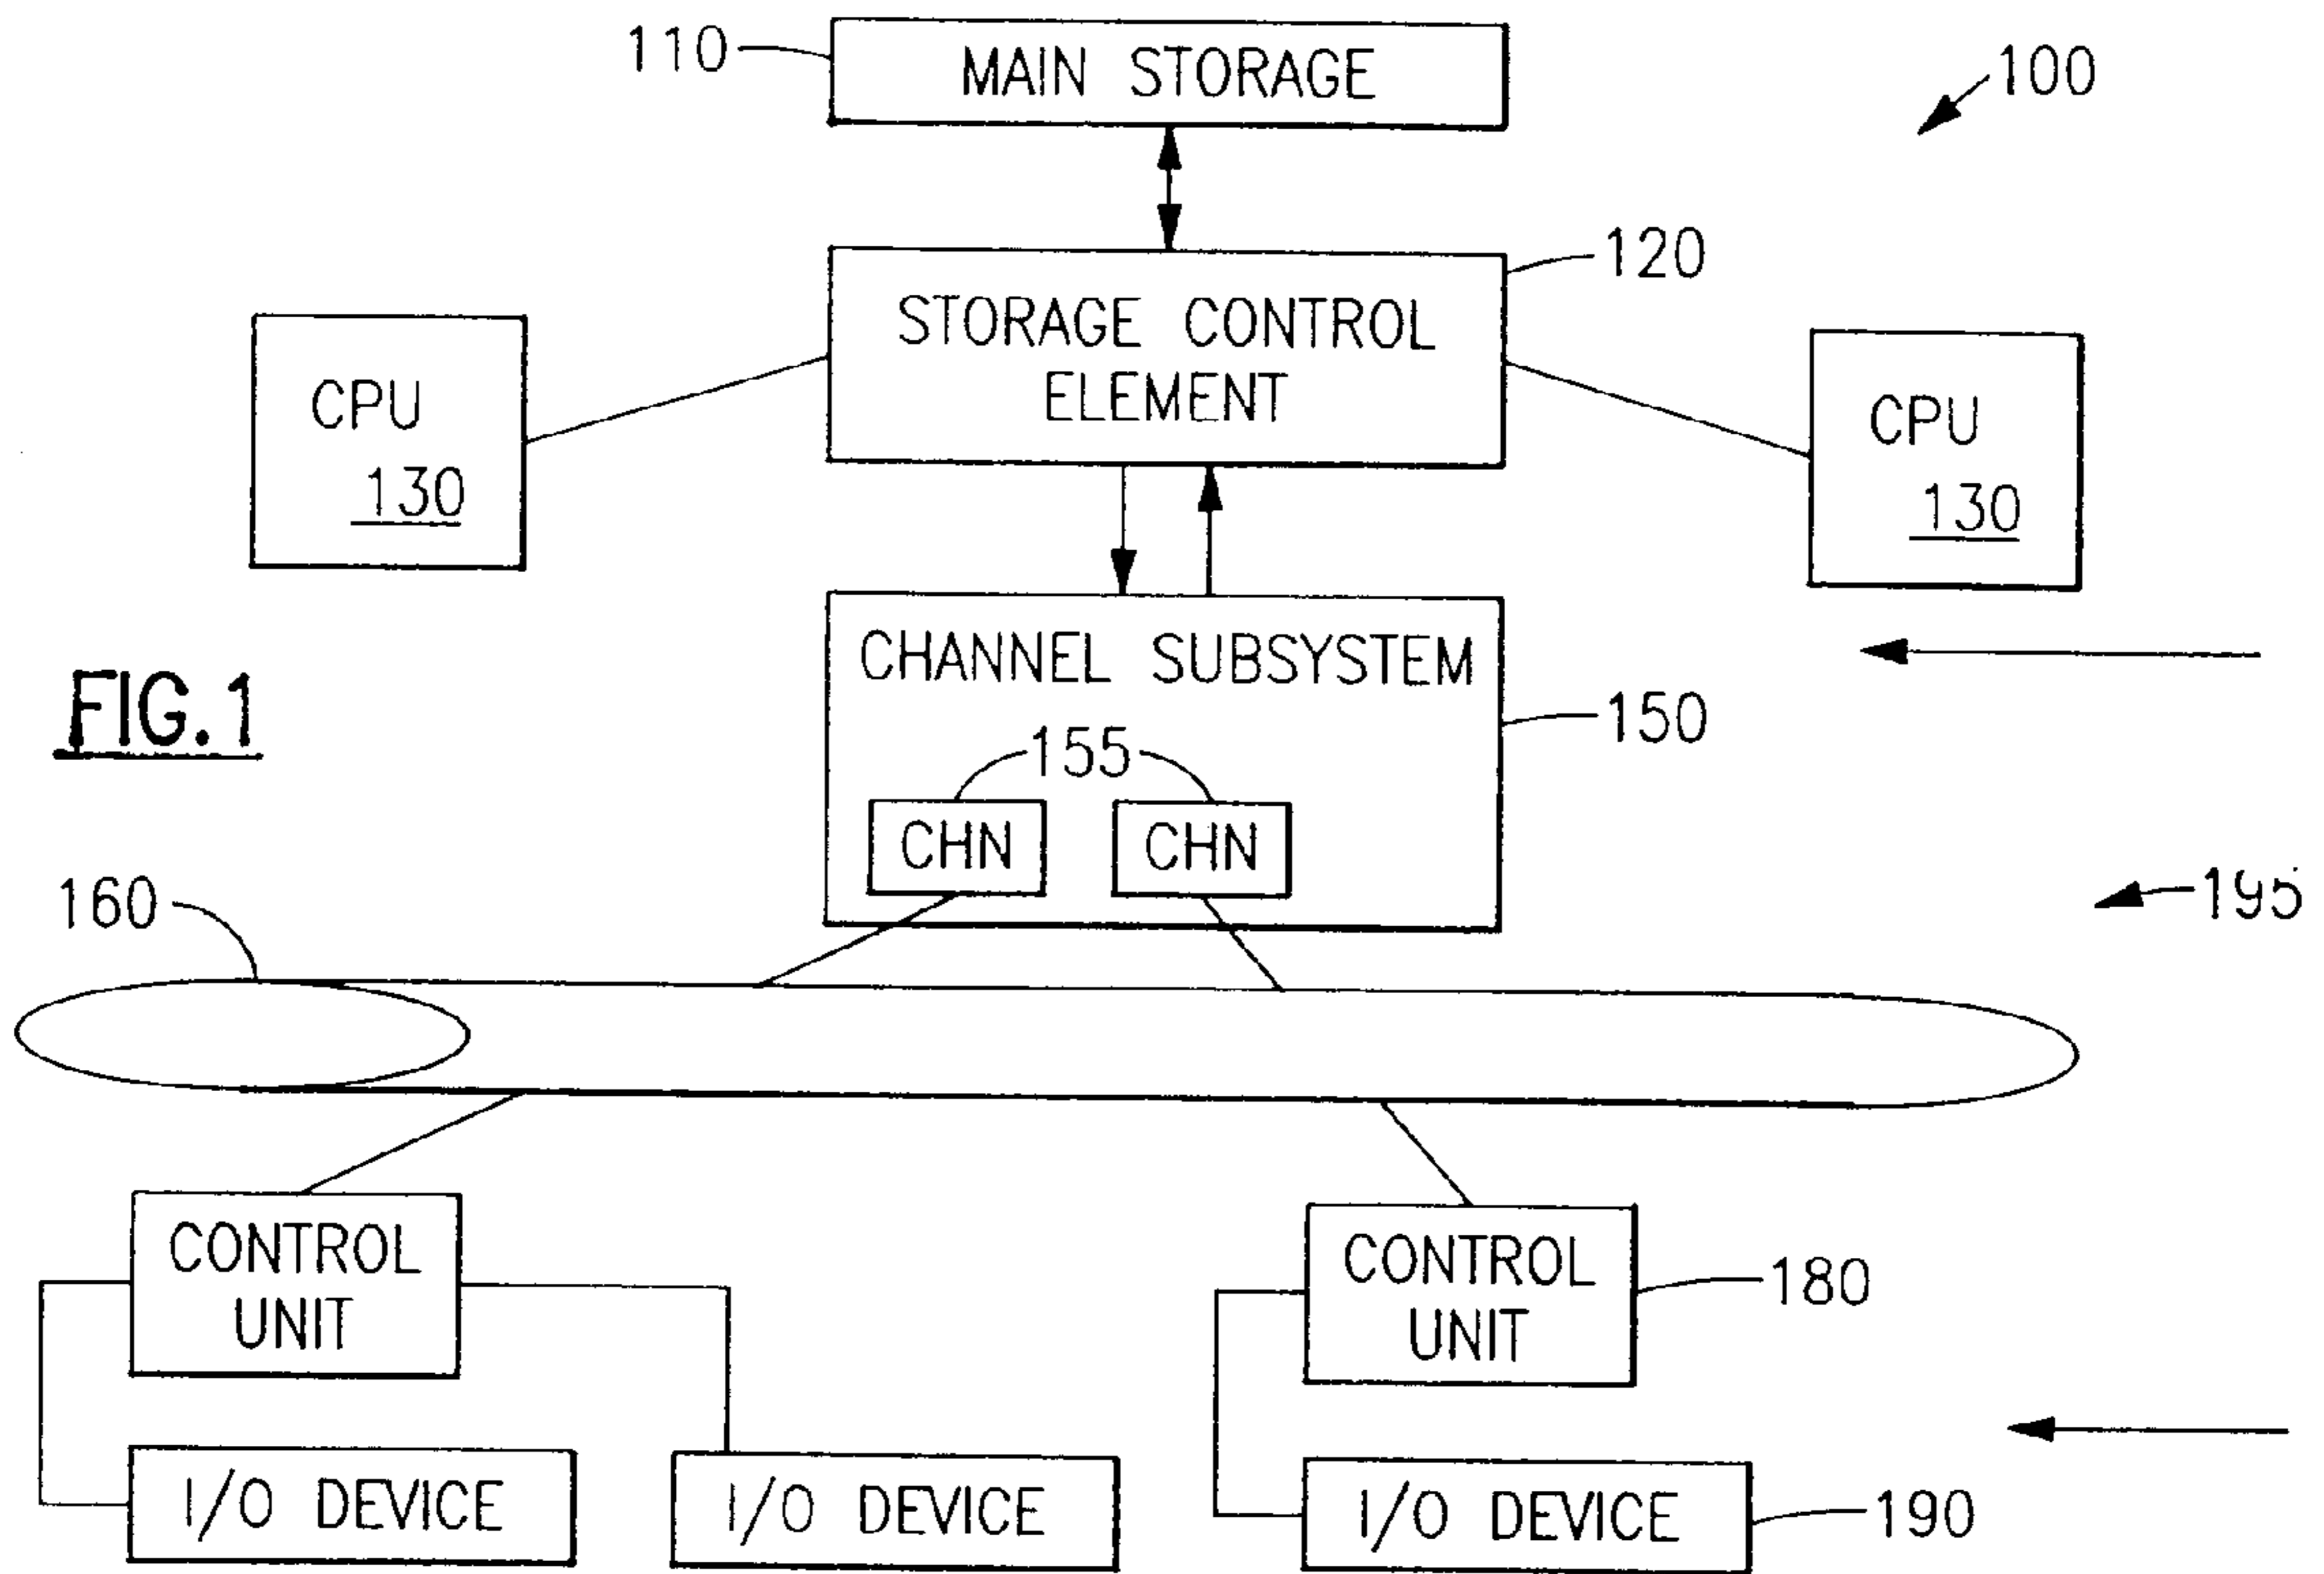 110
MAIN STORAGE
100
120
STORAGE CONTROL
ELEMENT
CPU
130
CPU
130
CHANNEL SUBSYSTEM
FIG. 1
150
155
CHN
CHN
160
195
CONTROL
UNIT
CONTROL
UNIT
180
I/O DEVICE
I/O DEVICE
I/O DEVICE
190